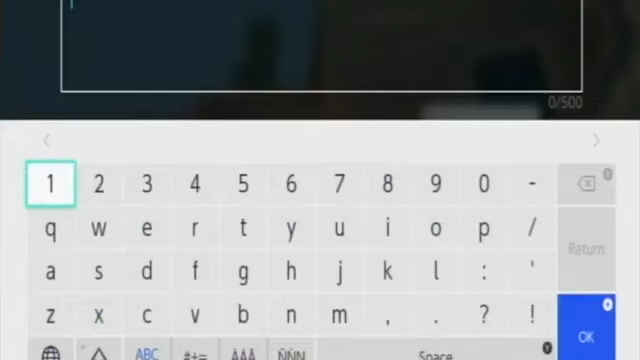 0/500
1 2 3 4 5 6 7 8 9 0 -
q w e r t y u i o p /
Return
a s d f g h j k l : '
z x c v b n m , . ? !
OK
ABC #+= ÀÄÂ ÑÑN Space